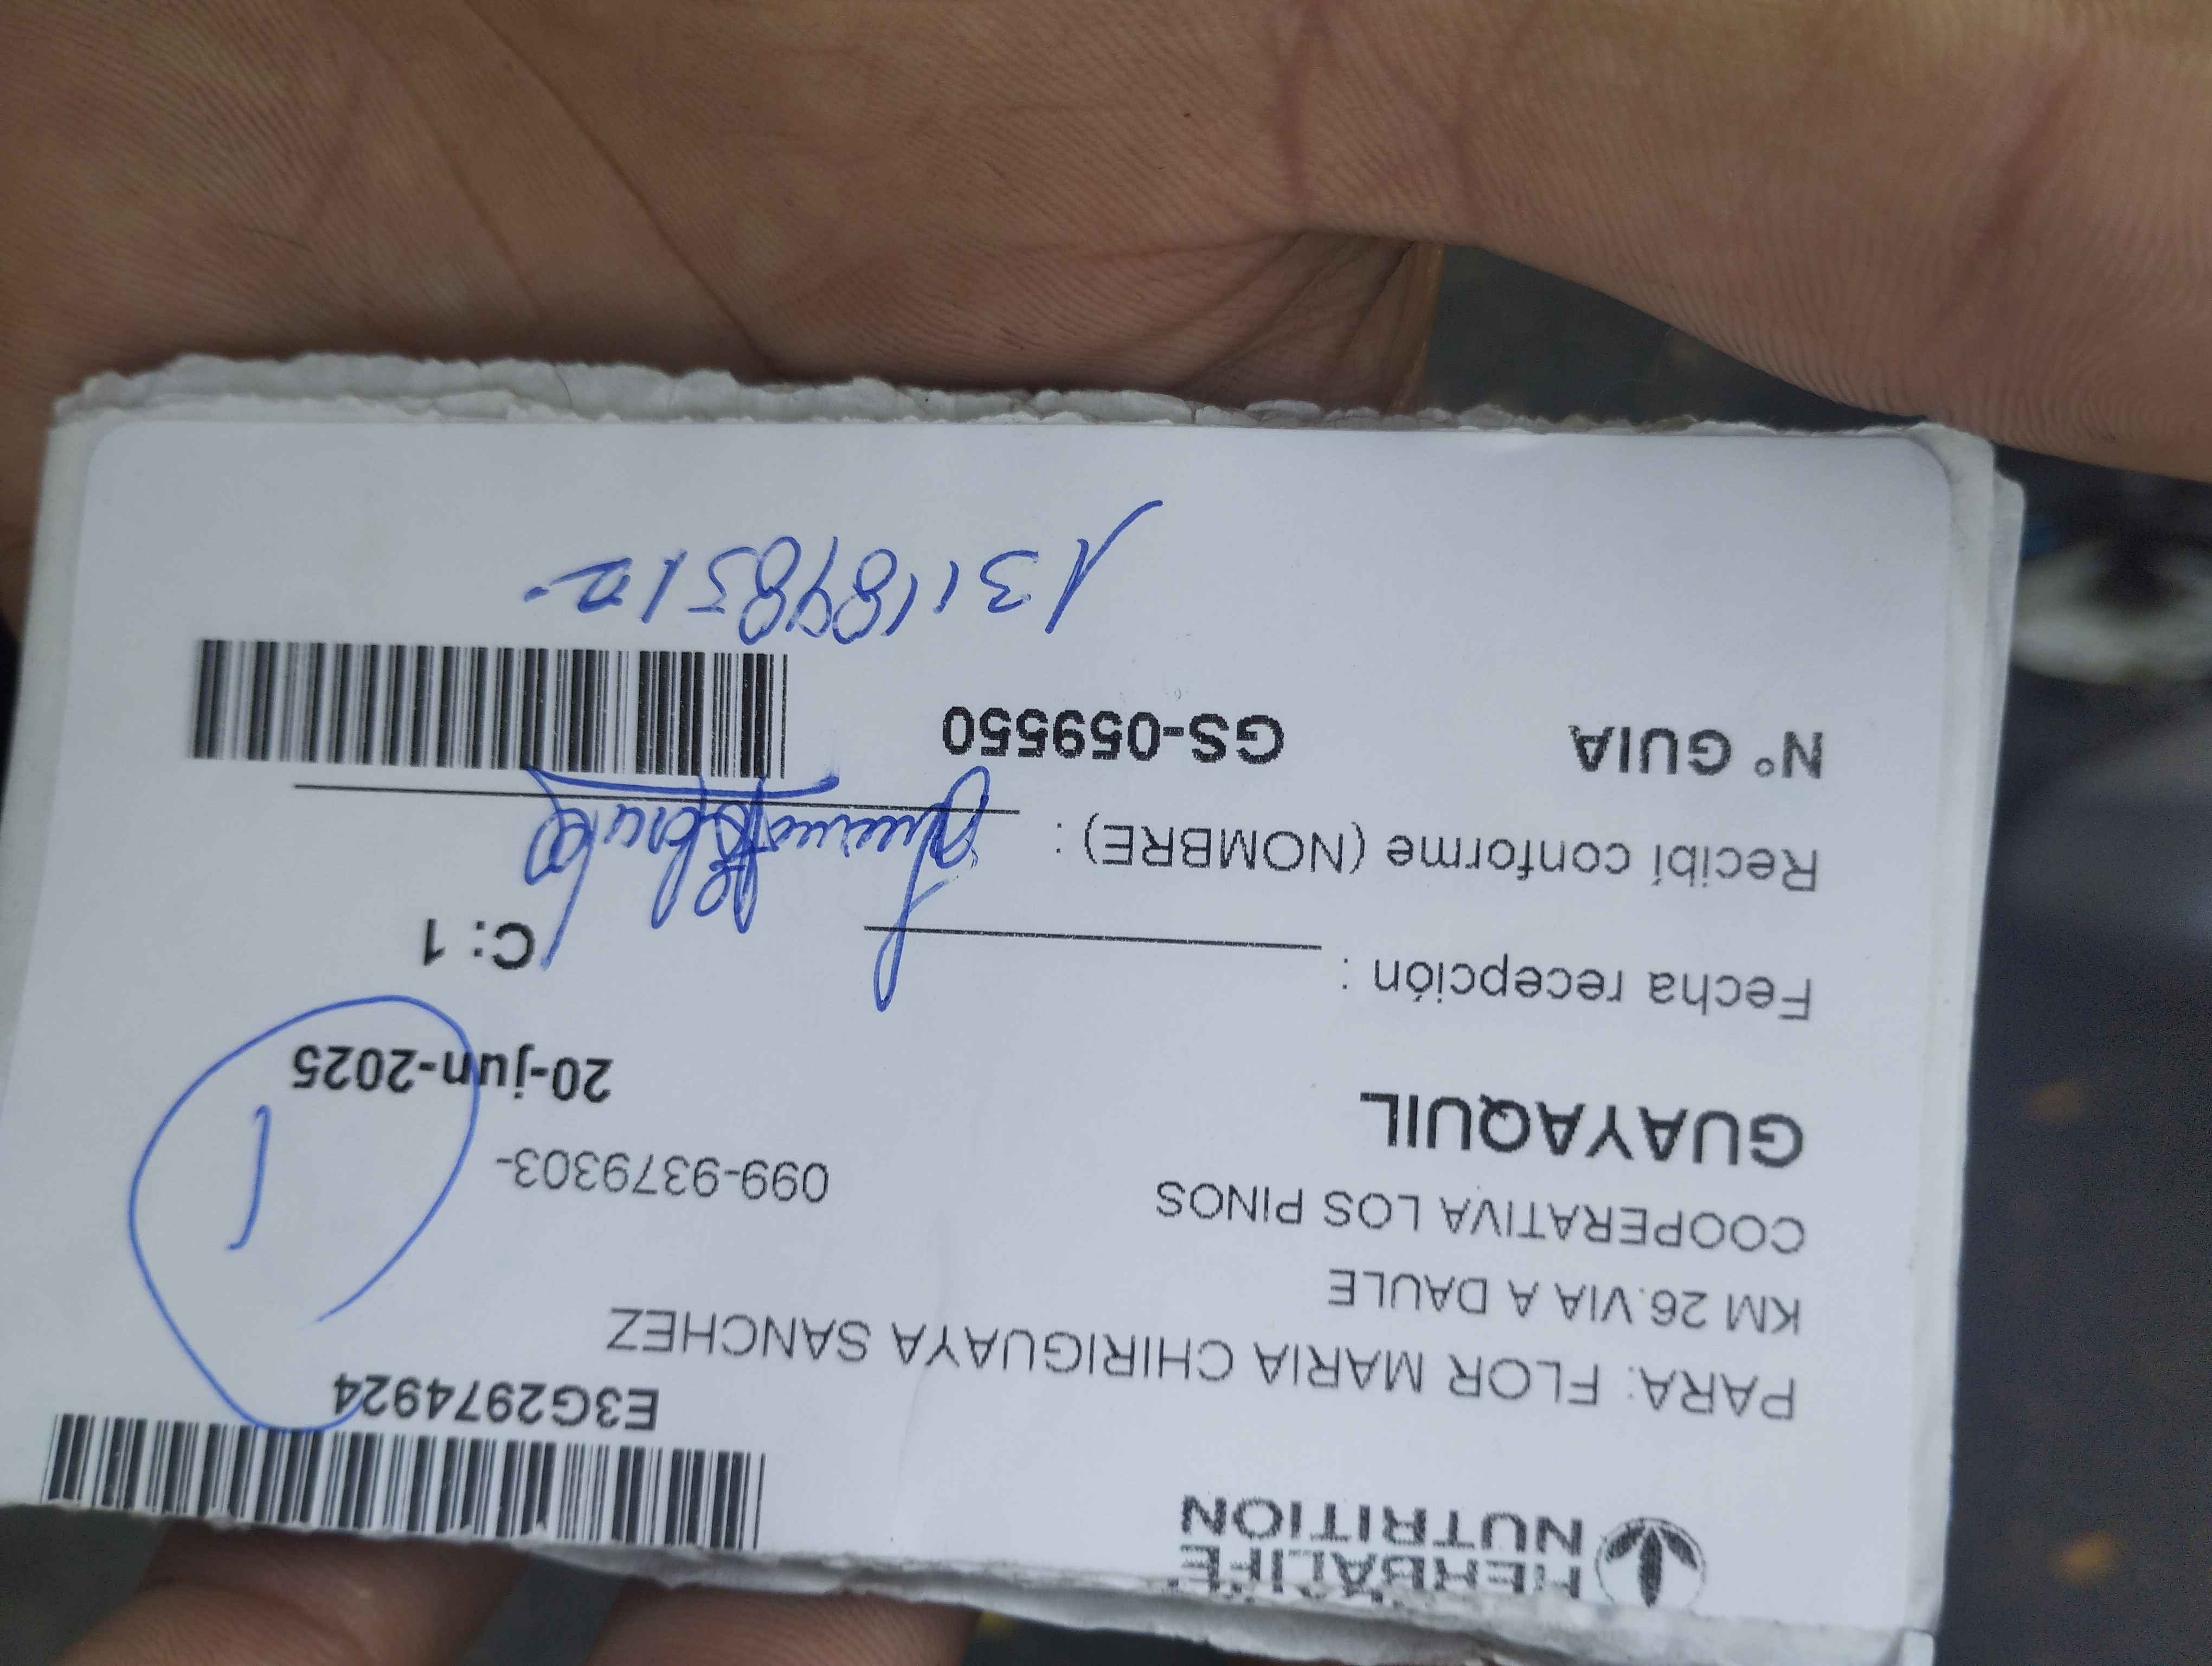 HERBALIFE
NUTRITION
E3G2974924
PARA: FLOR MARIA CHIRIGUAYA SANCHEZ
KM 26.VIA A DAULE
COOPERATIVA LOS PINOS
099-9379303-
GUAYAQUIL
20-jun-2025
1
Fecha recepción :
C: 1
Recibí conforme (NOMBRE) :
N° GUIA GS-059550